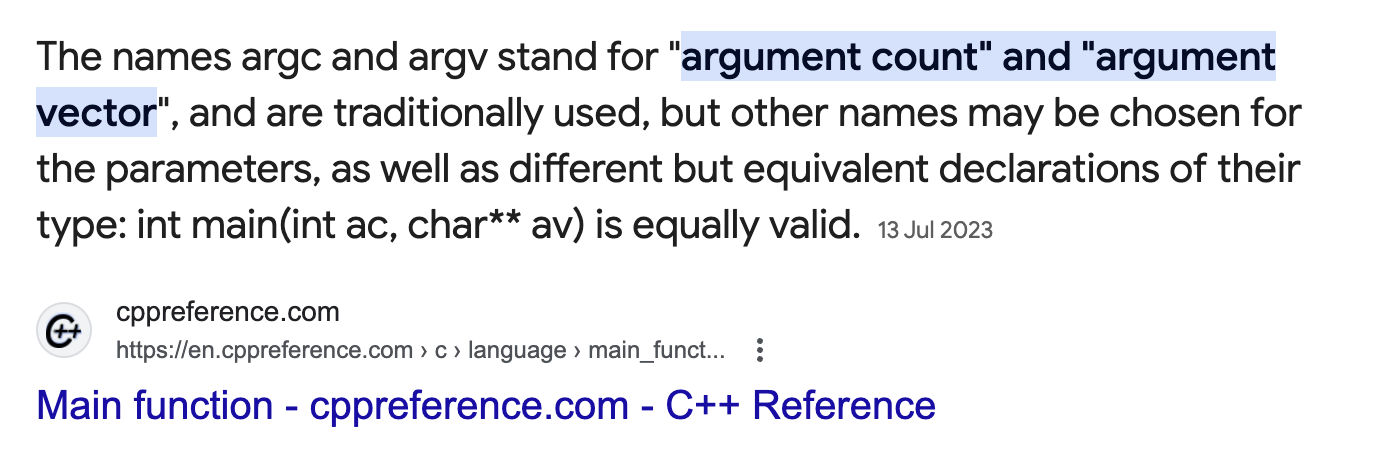 The names argc and argv stand for "argument count" and "argument
vector", and are traditionally used, but other names may be chosen for
the parameters, as well as different but equivalent declarations of their
type: int main(int ac, char** av) is equally valid. 13 Jul 2023
C++
cppreference.com
https://en.cppreference.com › c › language › main_funct...
Main function - cppreference.com - C++ Reference